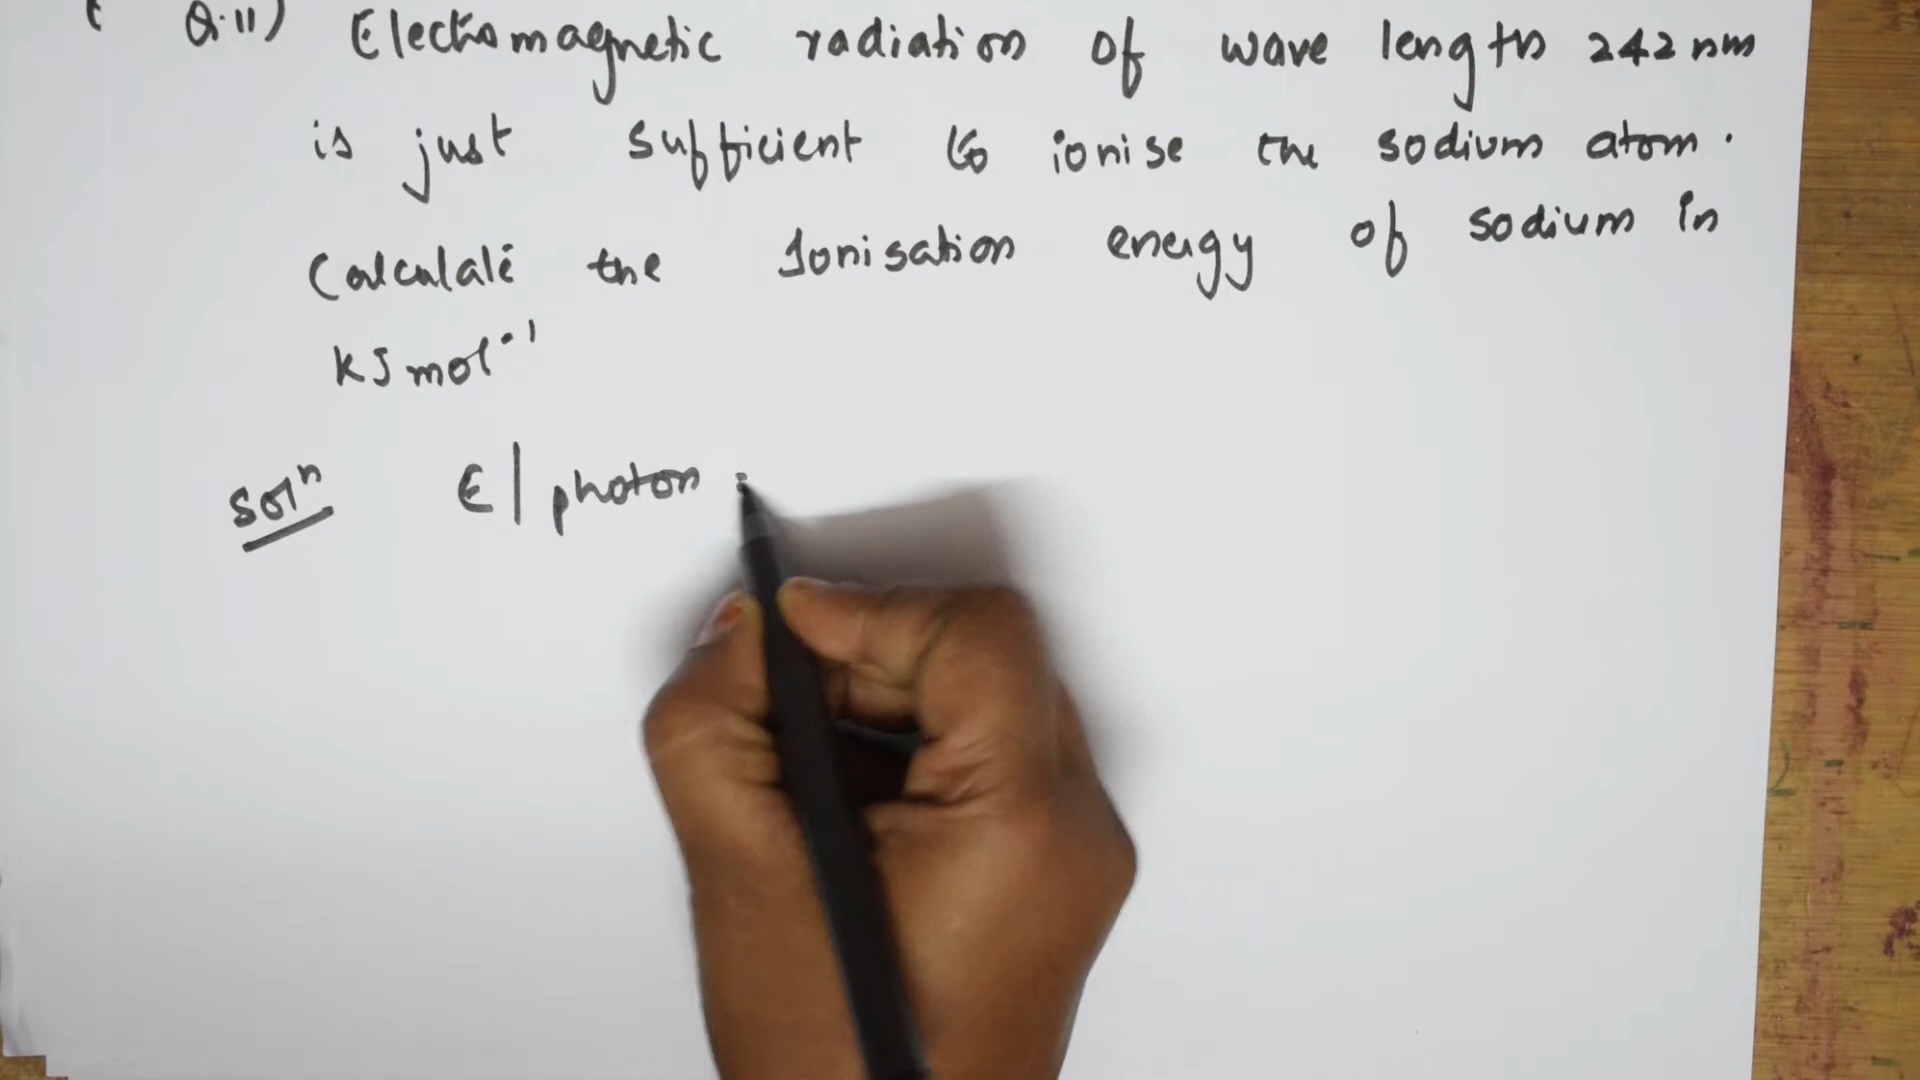 Q.11) Electromagnetic radiation of wave length 242 nm
is just sufficient to ionise the sodium atom.
Calculate the Ionisation energy of sodium in
kJ mol⁻¹
Solⁿ E/photon